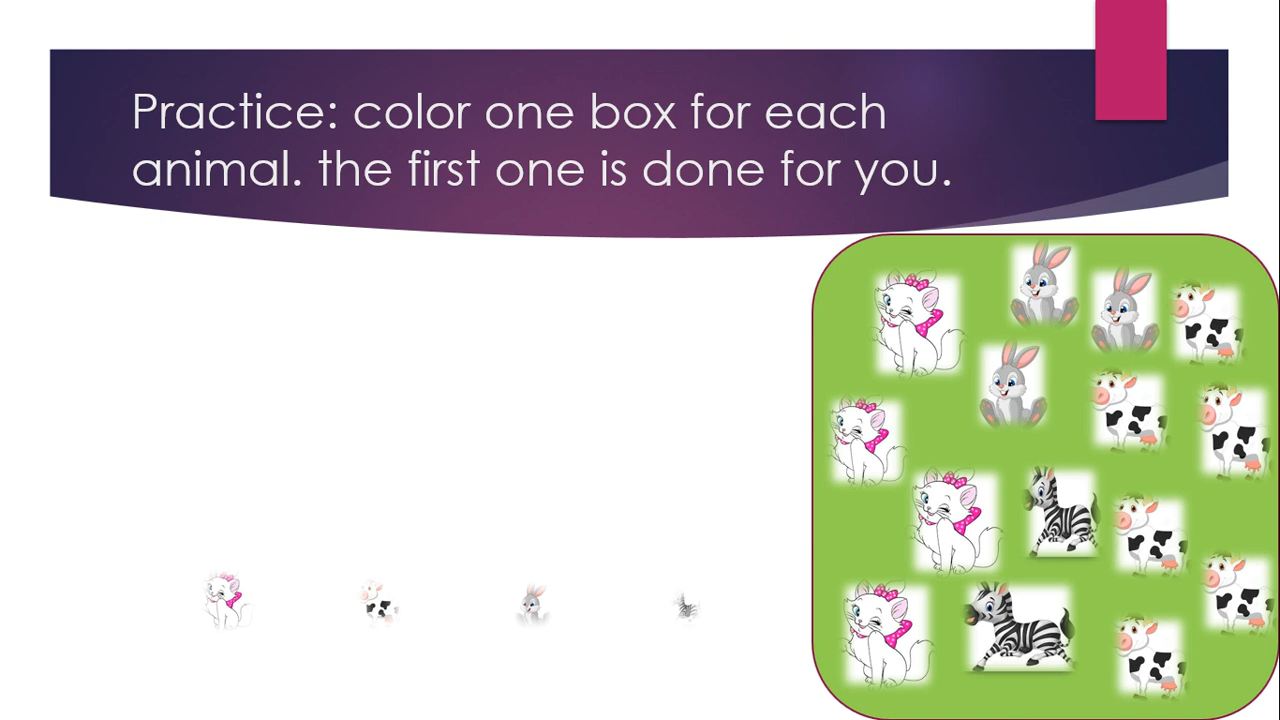 Practice: color one box for each
animal. the first one is done for you.